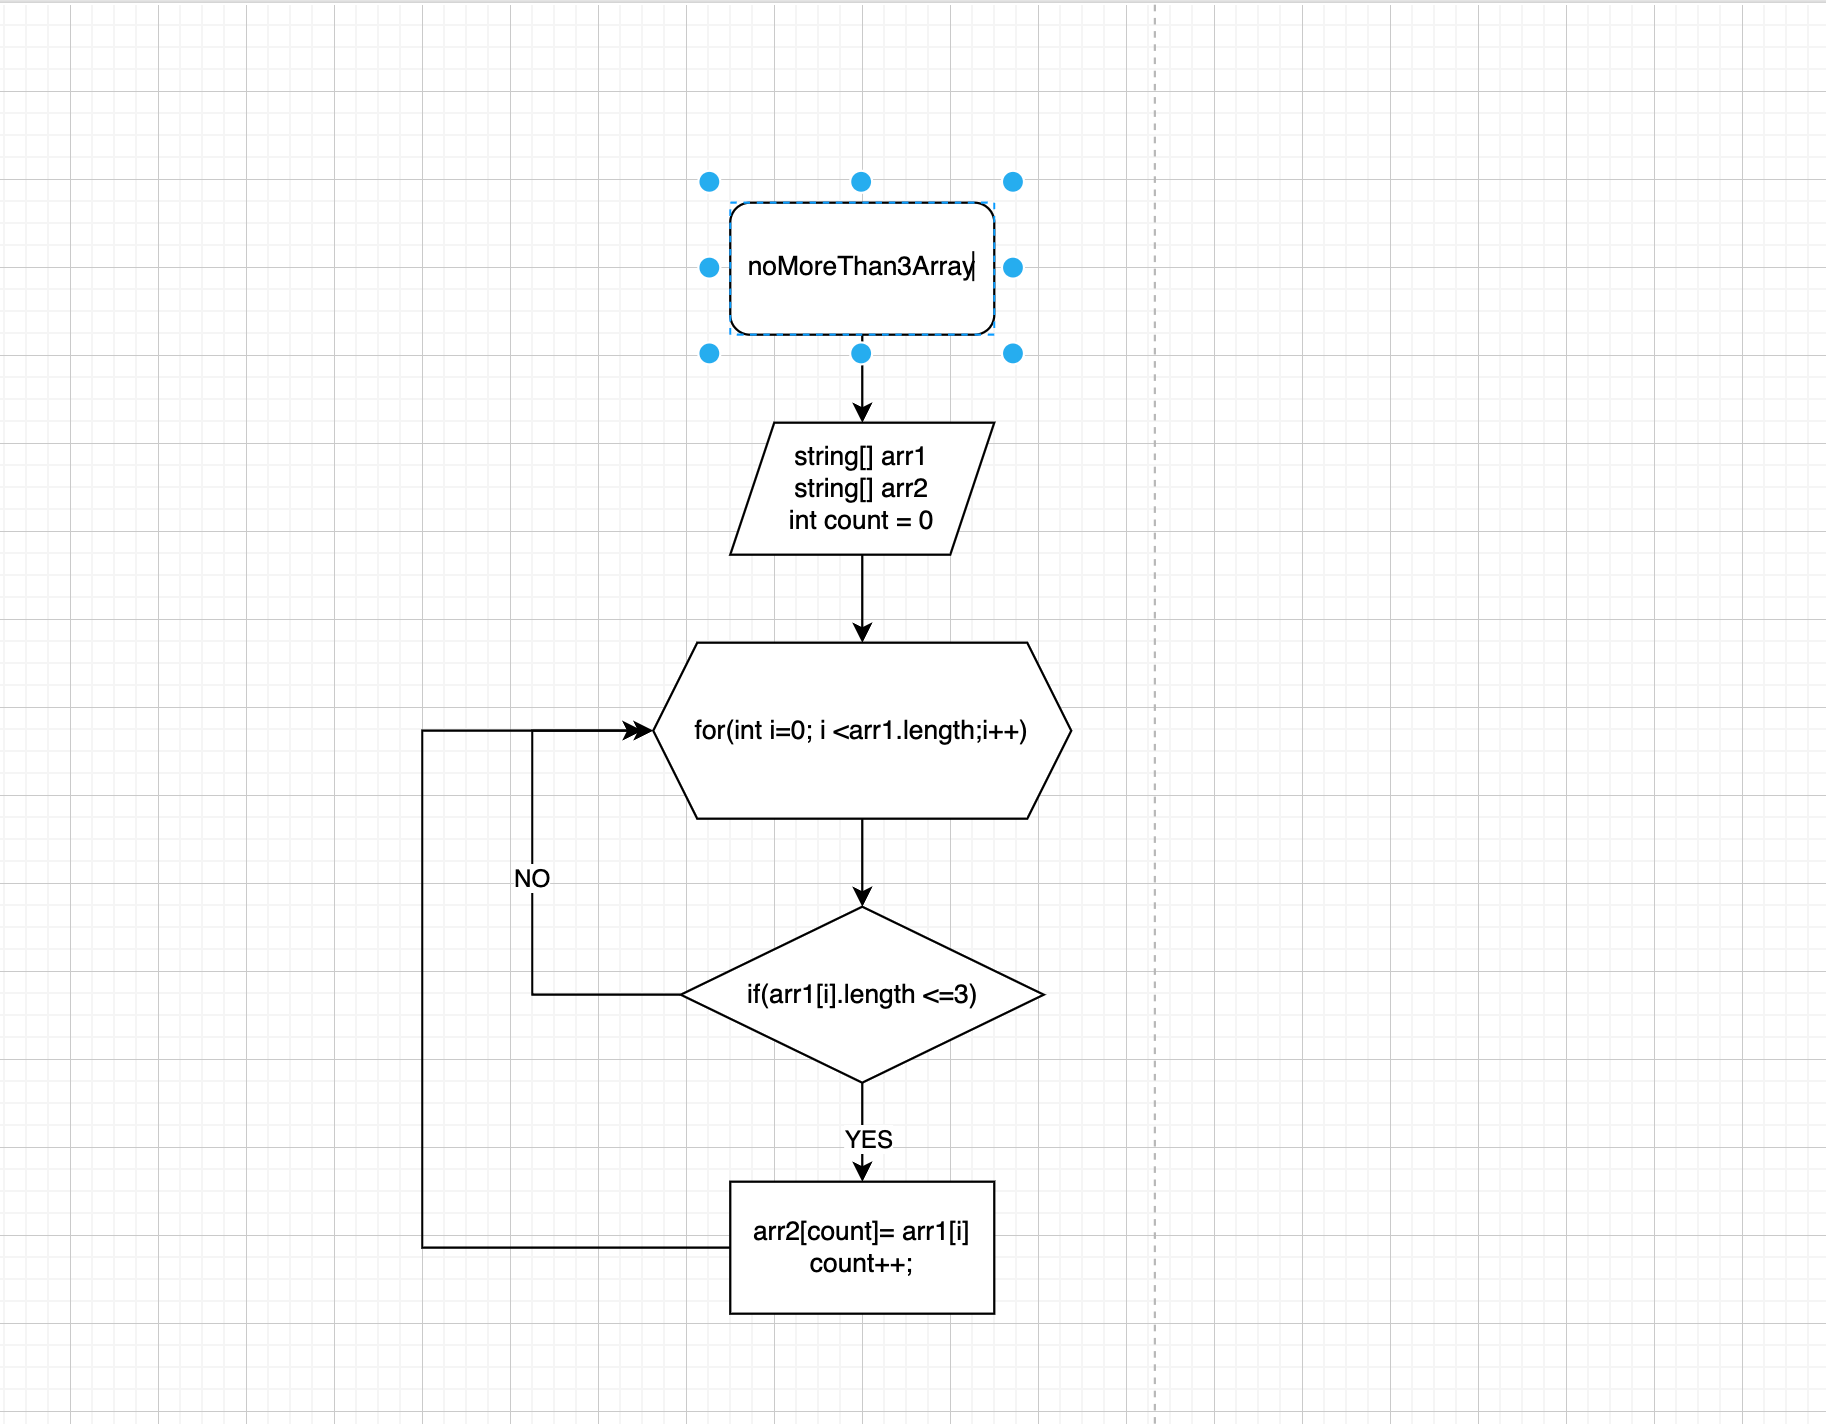 noMoreThan3Array
string[] arr1
string[] arr2
int count = 0
for(int i=0; i <arr1.length;i++)
NO
if(arr1[i].length <=3)
YES
arr2[count]= arr1[i]
count++;